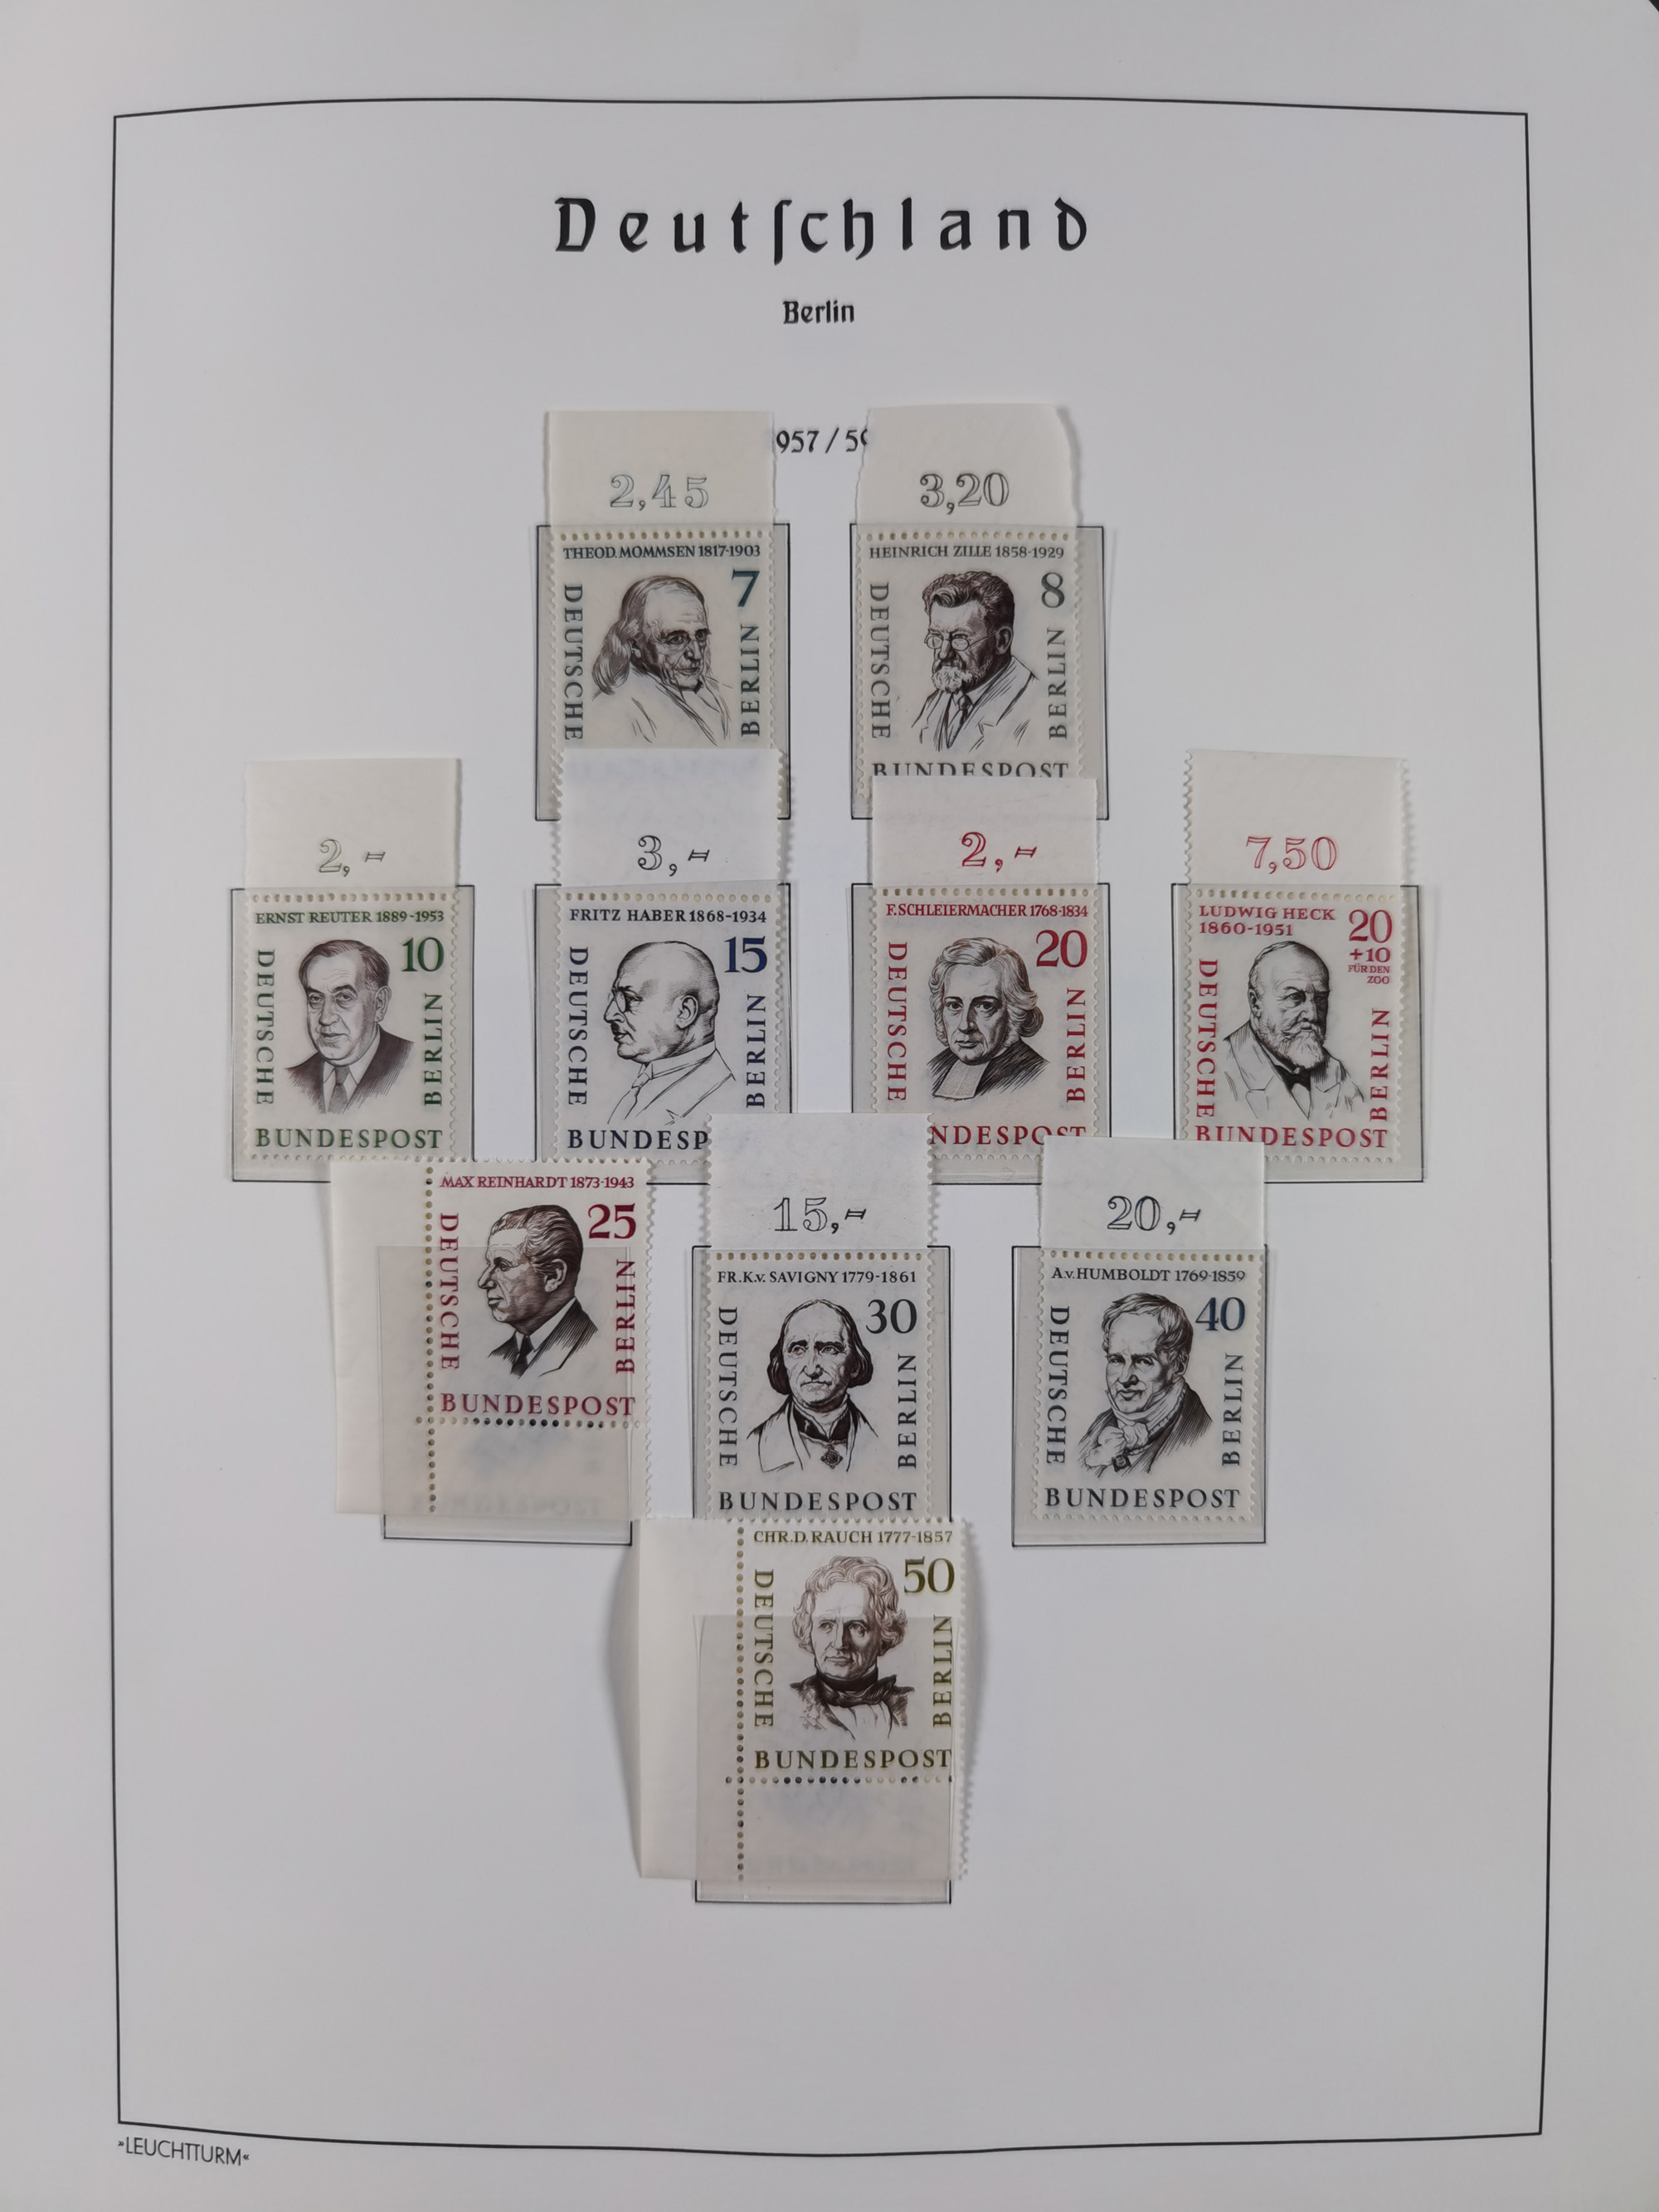 Deutſchland
Berlin
957/59
2,45
THEOD. MOMMSEN 1817-1903
7
DEUTSCHE
BERLIN
3,20
HEINRICH ZILLE 1858-1929
8
DEUTSCHE
BERLIN
BUNDESPOST
2,-
ERNST REUTER 1889-1953
10
DEUTSCHE
BERLIN
BUNDESPOST
3,-
FRITZ HABER 1868-1934
15
DEUTSCHE
BERLIN
BUNDESP
2,-
F. SCHLEIERMACHER 1768-1834
20
DEUTSCHE
BERLIN
NDESPOST
7,50
LUDWIG HECK
1860-1951
20
+10
FÜR DEN
ZOO
DEUTSCHE
BERLIN
BUNDESPOST
MAX REINHARDT 1873-1943
25
DEUTSCHE
BERLIN
BUNDESPOST
15,-
FR. K. v. SAVIGNY 1779-1861
30
DEUTSCHE
BERLIN
BUNDESPOST
20,-
A. v. HUMBOLDT 1769-1859
40
DEUTSCHE
BERLIN
BUNDESPOST
CHR. D. RAUCH 1777-1857
50
DEUTSCHE
BERLIN
BUNDESPOST
»LEUCHTTURM«